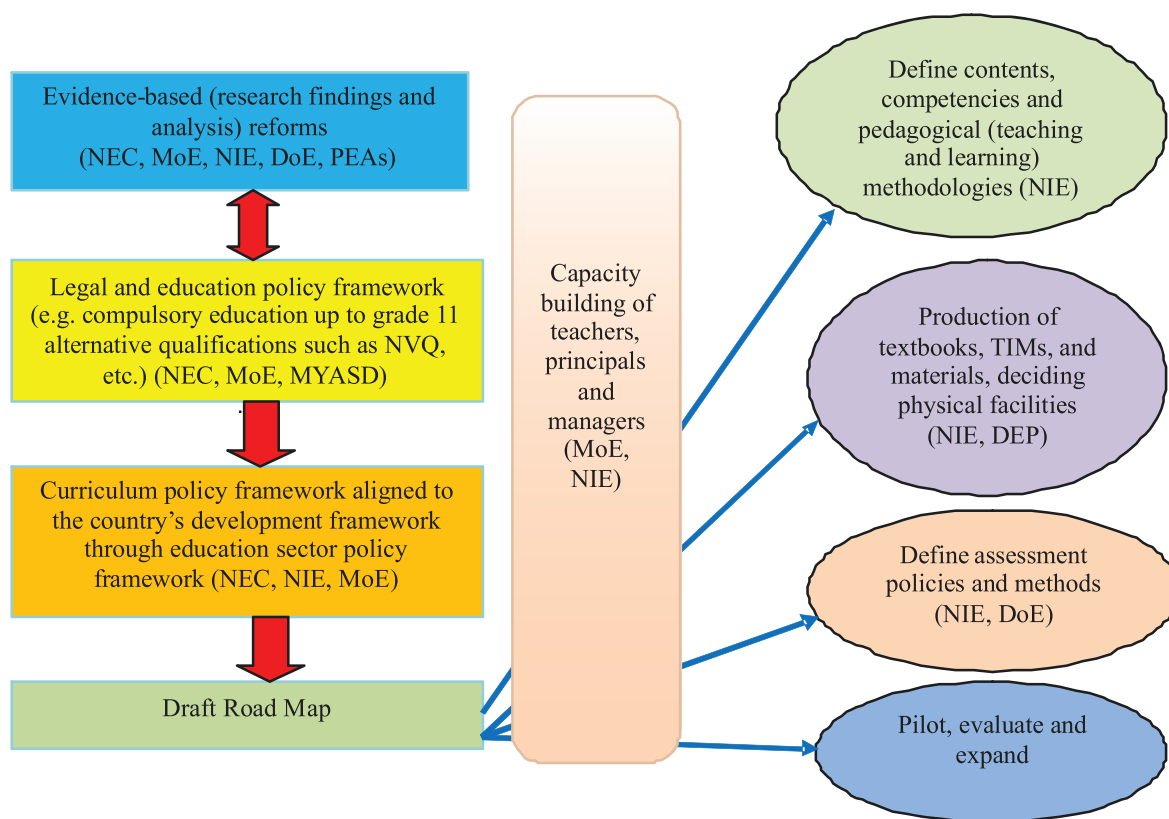 Evidence-based (research findings and
analysis) reforms
(NEC, MoE, NIE, DoE, PEAs)
Legal and education policy framework
(e.g. compulsory education up to grade 11
alternative qualifications such as NVQ,
etc.) (NEC, MoE, MYASD)
Curriculum policy framework aligned to
the country’s development framework
through education sector policy
framework (NEC, NIE, MoE)
Draft Road Map
Capacity
building of
teachers,
principals
and
managers
(MoE,
NIE)
Define contents,
competencies and
pedagogical (teaching
and learning)
methodologies (NIE)
Production of
textbooks, TIMs, and
materials, deciding
physical facilities
(NIE, DEP)
Define assessment
policies and methods
(NIE, DoE)
Pilot, evaluate and
expand